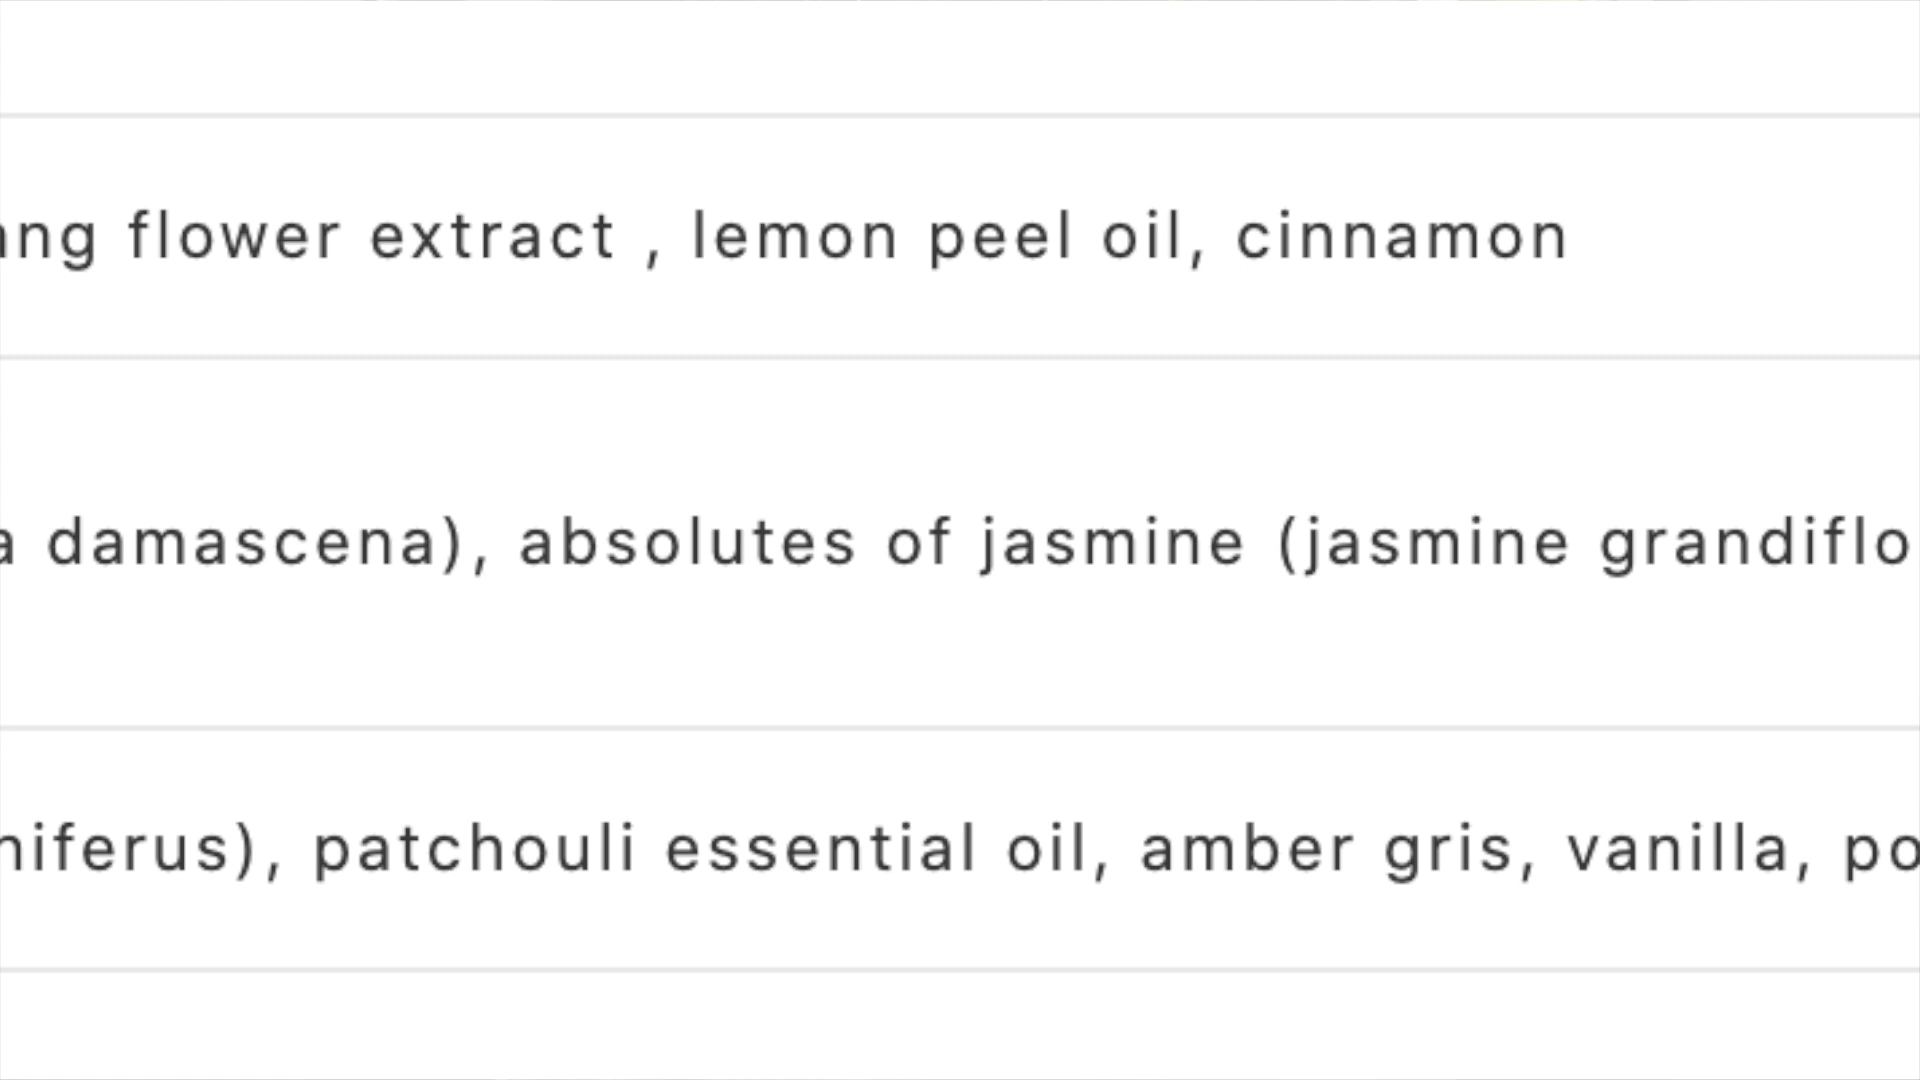 ang flower extract , lemon peel oil, cinnamon
a damascena), absolutes of jasmine (jasmine grandiflo
niferus), patchouli essential oil, amber gris, vanilla, po